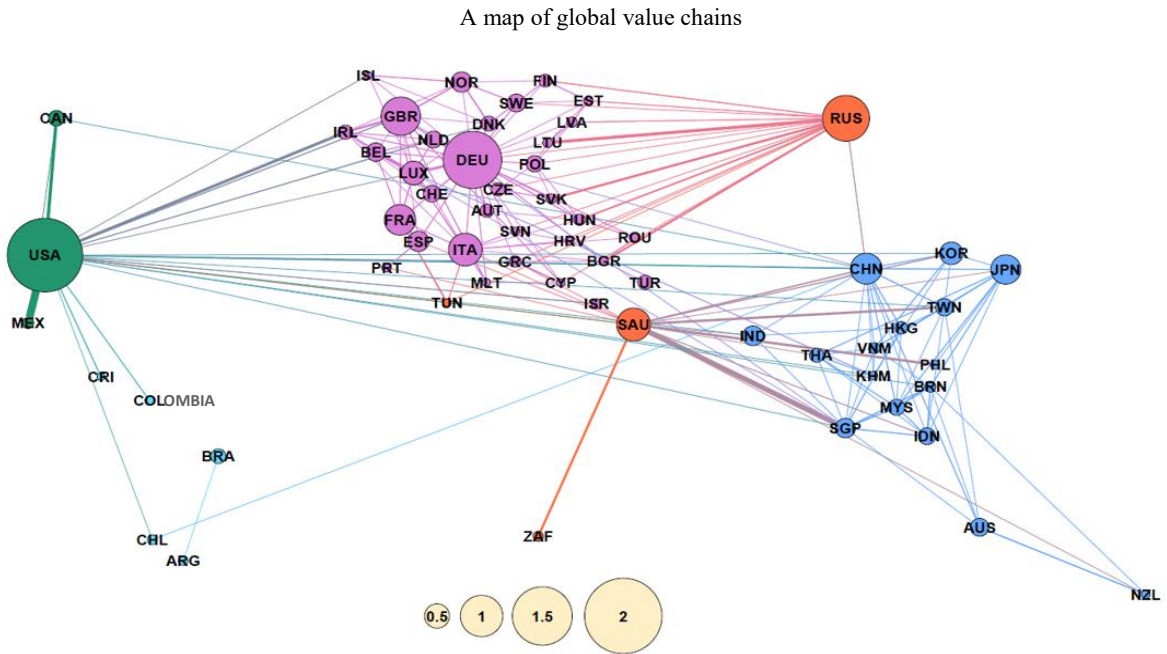 A map of global value chains
ISL
NOR
FIN
SWE
EST
CAN
GBR
DNK
LVA
RUS
IRL
NLD
LTU
BEL
DEU
POL
LUX
CHE
CZE
SVK
AUT
FRA
HUN
SVN
ESP
HRV
ROU
ITA
USA
PRT
GRC
BGR
CHN
KOR
JPN
MLT
CYP
TUR
TUN
ISR
TWN
MEX
SAU
HKG
IND
VNM
THA
PHL
CRI
KHM
BRN
COLOMBIA
MYS
SGP
IDN
BRA
AUS
CHL
ZAF
ARG
NZL
0.5
1
1.5
2